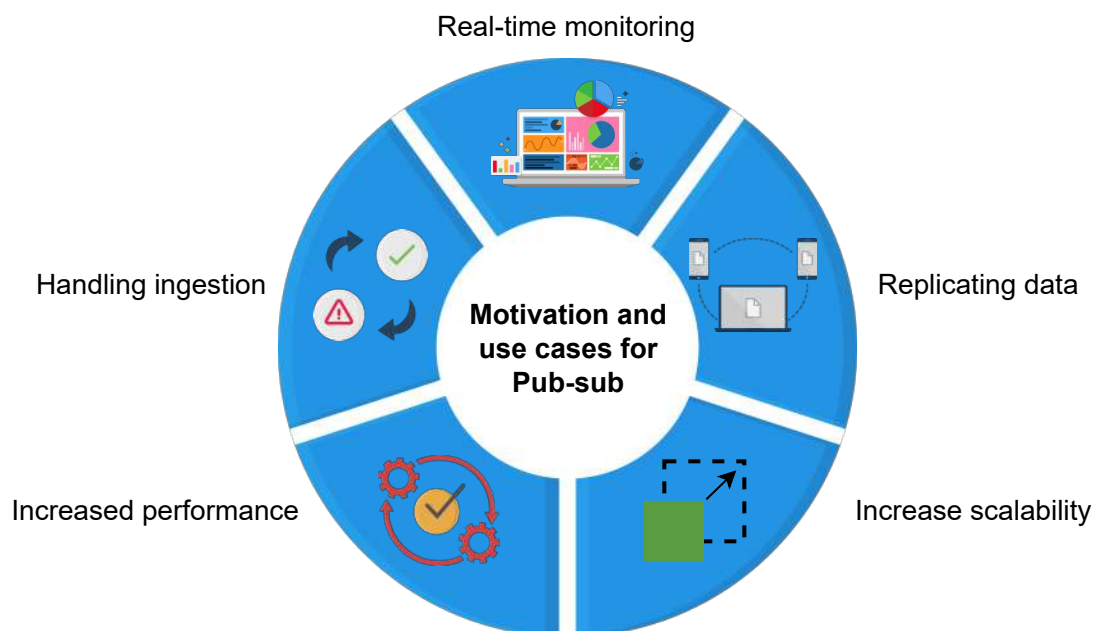 Real-time monitoring
Handling ingestion
Replicating data
Motivation and
use cases for
Pub-sub
Increased performance
Increase scalability